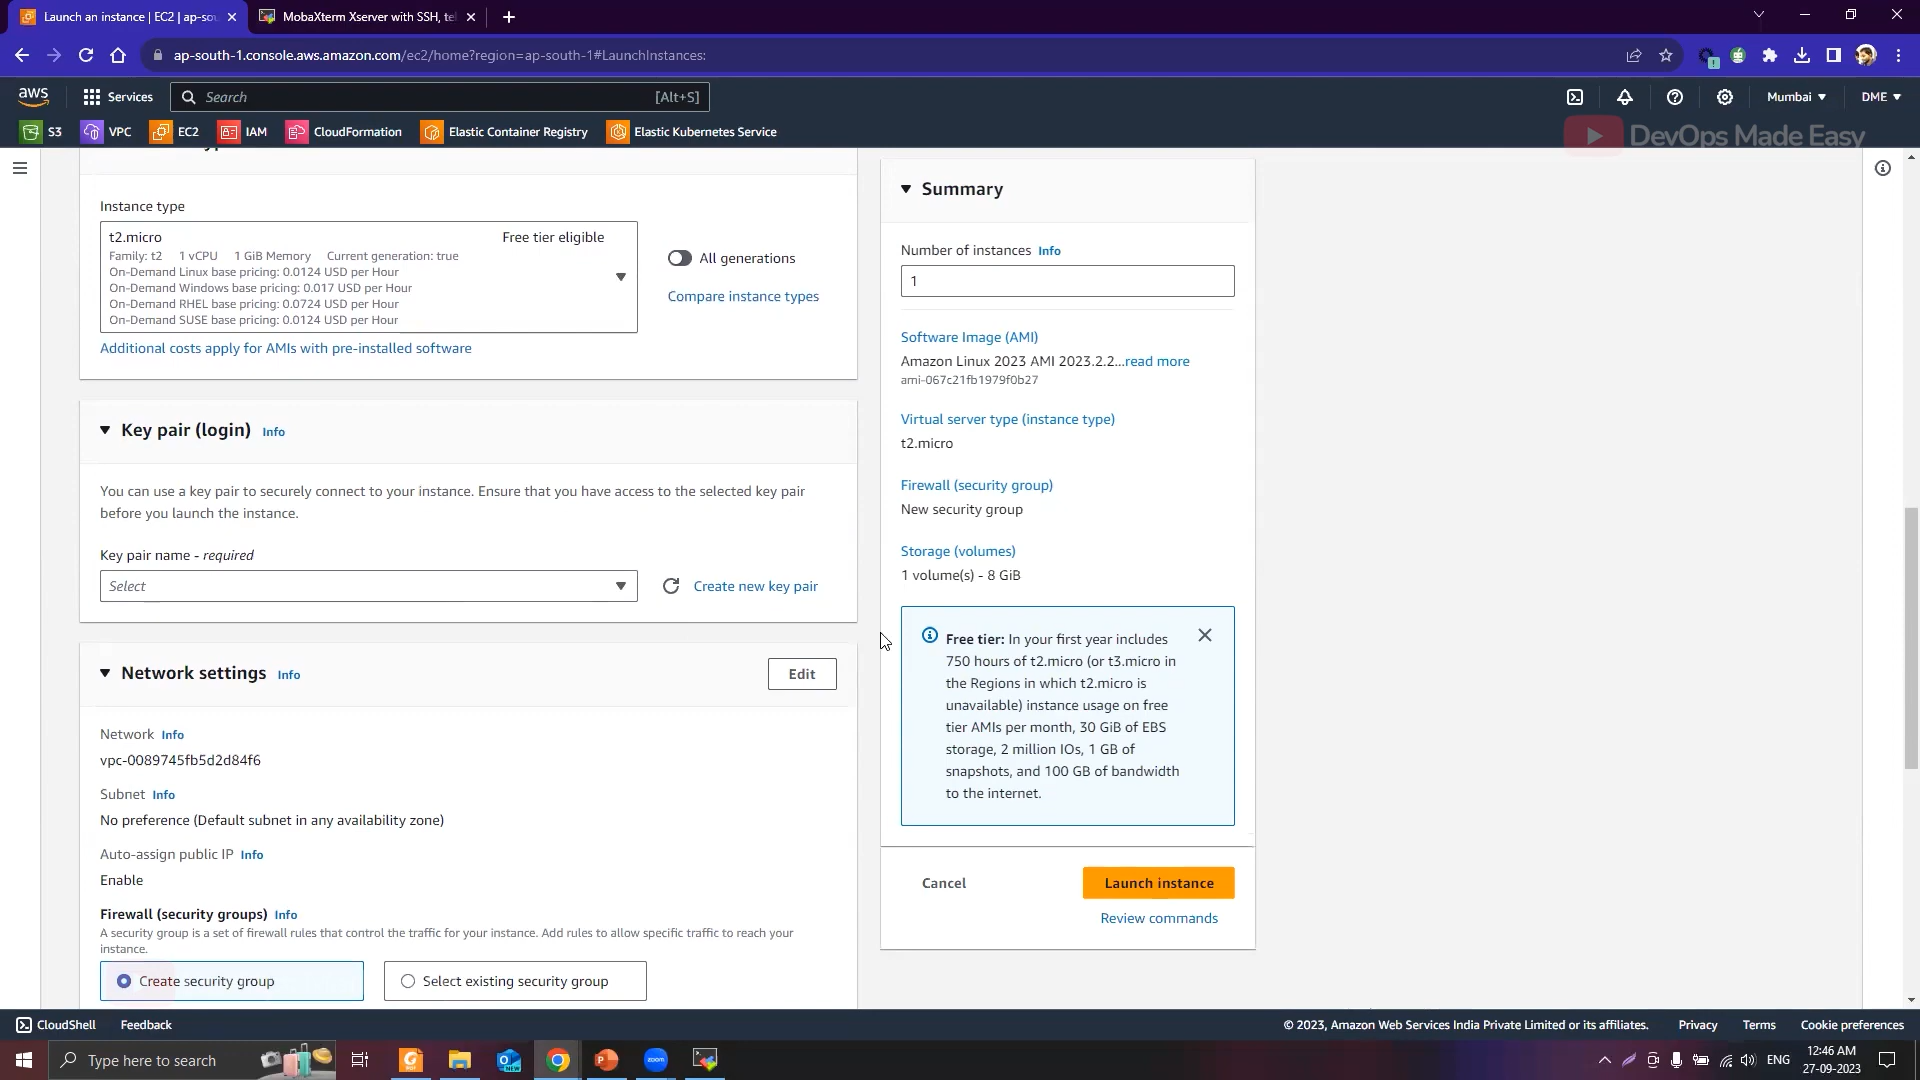 Launch an instance | EC2 | ap-sou
MobaXterm Xserver with SSH, tel
ap-south-1.console.aws.amazon.com/ec2/home?region=ap-south-1#LaunchInstances:
aws
Services
Search
[Alt+S]
Mumbai
DME
S3
VPC
EC2
IAM
CloudFormation
Elastic Container Registry
Elastic Kubernetes Service
DevOps Made Easy
Instance type
t2.micro
Free tier eligible
Family: t2 1 vCPU 1 GiB Memory Current generation: true
On-Demand Linux base pricing: 0.0124 USD per Hour
On-Demand Windows base pricing: 0.017 USD per Hour
On-Demand RHEL base pricing: 0.0724 USD per Hour
On-Demand SUSE base pricing: 0.0124 USD per Hour
All generations
Compare instance types
Additional costs apply for AMIs with pre-installed software
Key pair (login) Info
You can use a key pair to securely connect to your instance. Ensure that you have access to the selected key pair
before you launch the instance.
Key pair name - required
Select
Create new key pair
Network settings Info
Edit
Network Info
vpc-0089745fb5d2d84f6
Subnet Info
No preference (Default subnet in any availability zone)
Auto-assign public IP Info
Enable
Firewall (security groups) Info
A security group is a set of firewall rules that control the traffic for your instance. Add rules to allow specific traffic to reach your
instance.
Create security group
Select existing security group
Summary
Number of instances Info
1
Software Image (AMI)
Amazon Linux 2023 AMI 2023.2.2...read more
ami-067c21fb1979f0b27
Virtual server type (instance type)
t2.micro
Firewall (security group)
New security group
Storage (volumes)
1 volume(s) - 8 GiB
Free tier: In your first year includes
750 hours of t2.micro (or t3.micro in
the Regions in which t2.micro is
unavailable) instance usage on free
tier AMIs per month, 30 GiB of EBS
storage, 2 million IOs, 1 GB of
snapshots, and 100 GB of bandwidth
to the internet.
Cancel
Launch instance
Review commands
CloudShell
Feedback
© 2023, Amazon Web Services India Private Limited or its affiliates.
Privacy
Terms
Cookie preferences
Type here to search
zoom
ENG
12:46 AM
27-09-2023